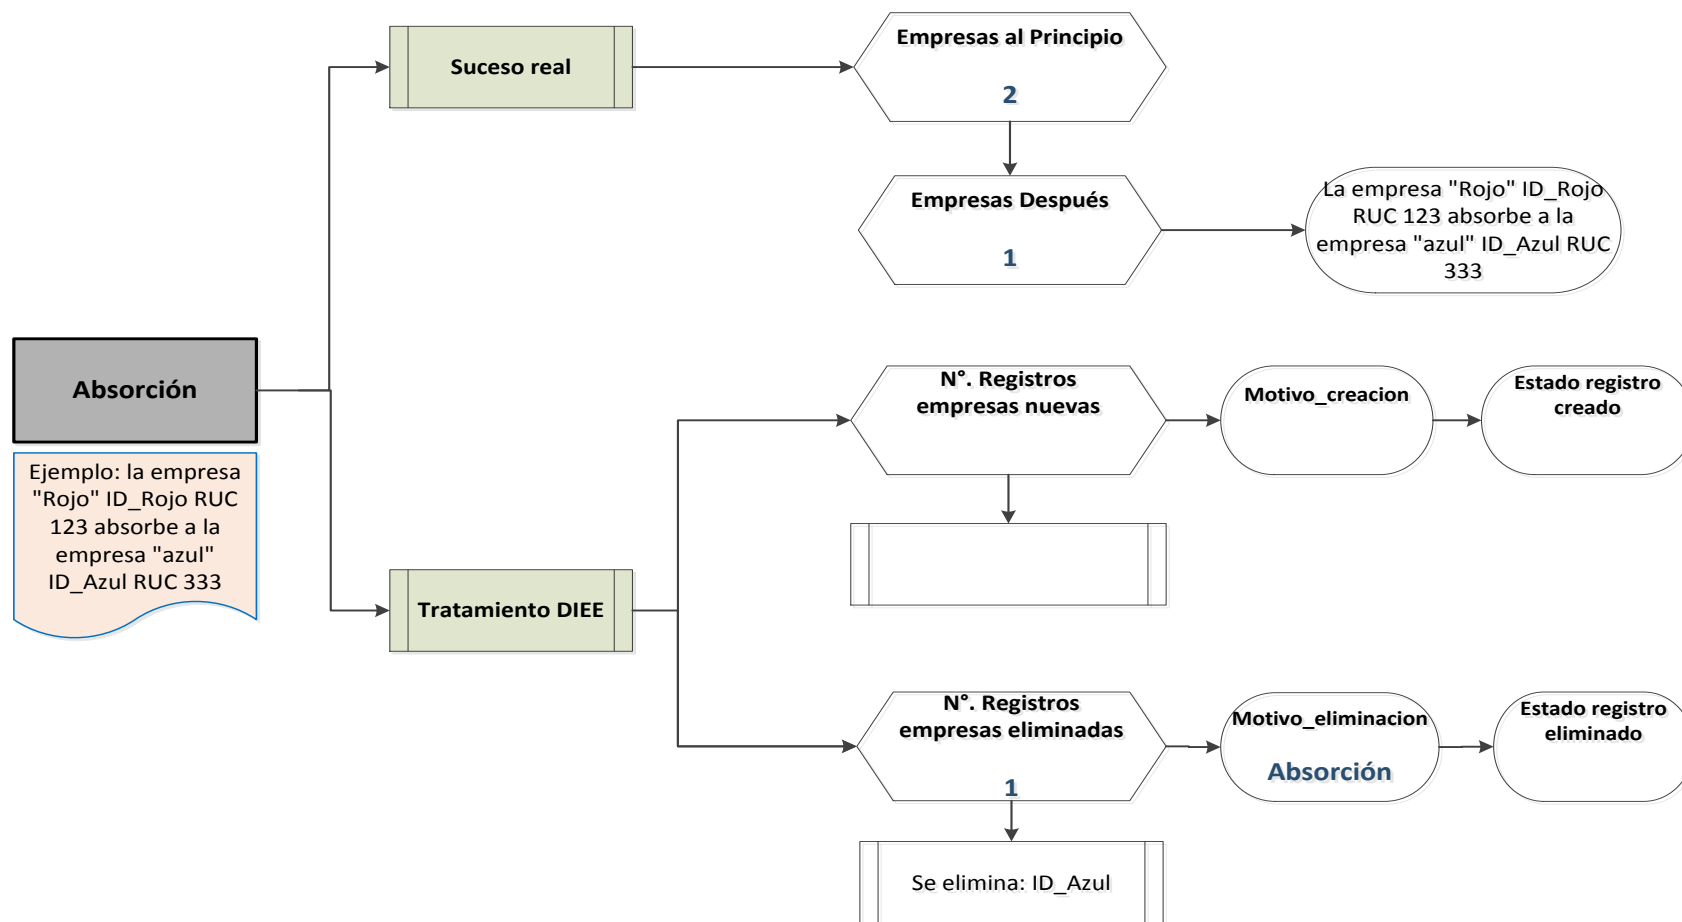 Suceso real
Empresas al Principio
2
Empresas Después
1
La empresa "Rojo" ID_Rojo
RUC 123 absorbe a la
empresa "azul" ID_Azul RUC
333
Absorción
Ejemplo: la empresa
"Rojo" ID_Rojo RUC
123 absorbe a la
empresa "azul"
ID_Azul RUC 333
Tratamiento DIEE
N°. Registros
empresas nuevas
Motivo_creacion
Estado registro
creado
N°. Registros
empresas eliminadas
1
Motivo_eliminacion
Absorción
Estado registro
eliminado
Se elimina: ID_Azul